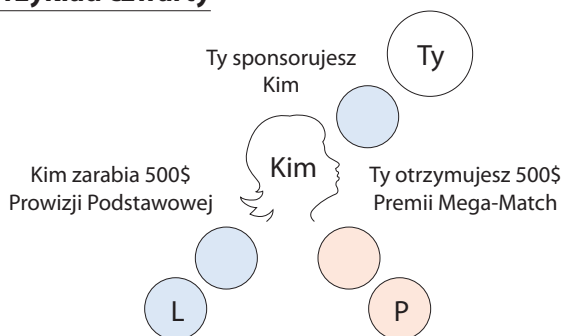 Ty sponsorujesz
Kim
Ty
Kim zarabia 500$
Prowizji Podstawowej
Kim
Ty otrzymujesz 500$
Premii Mega-Match
L
P